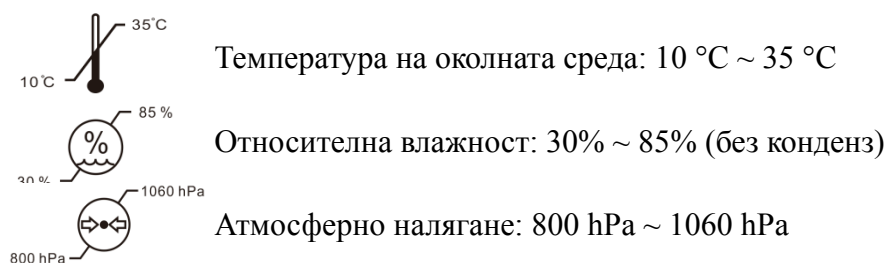 35°C
Температура на околната среда: 10 °C ~ 35 °C
10°C
85 %
%
Относителна влажност: 30% ~ 85% (без конденз)
30 %
1060 hPa
Атмосферно налягане: 800 hPa ~ 1060 hPa
800 hPa